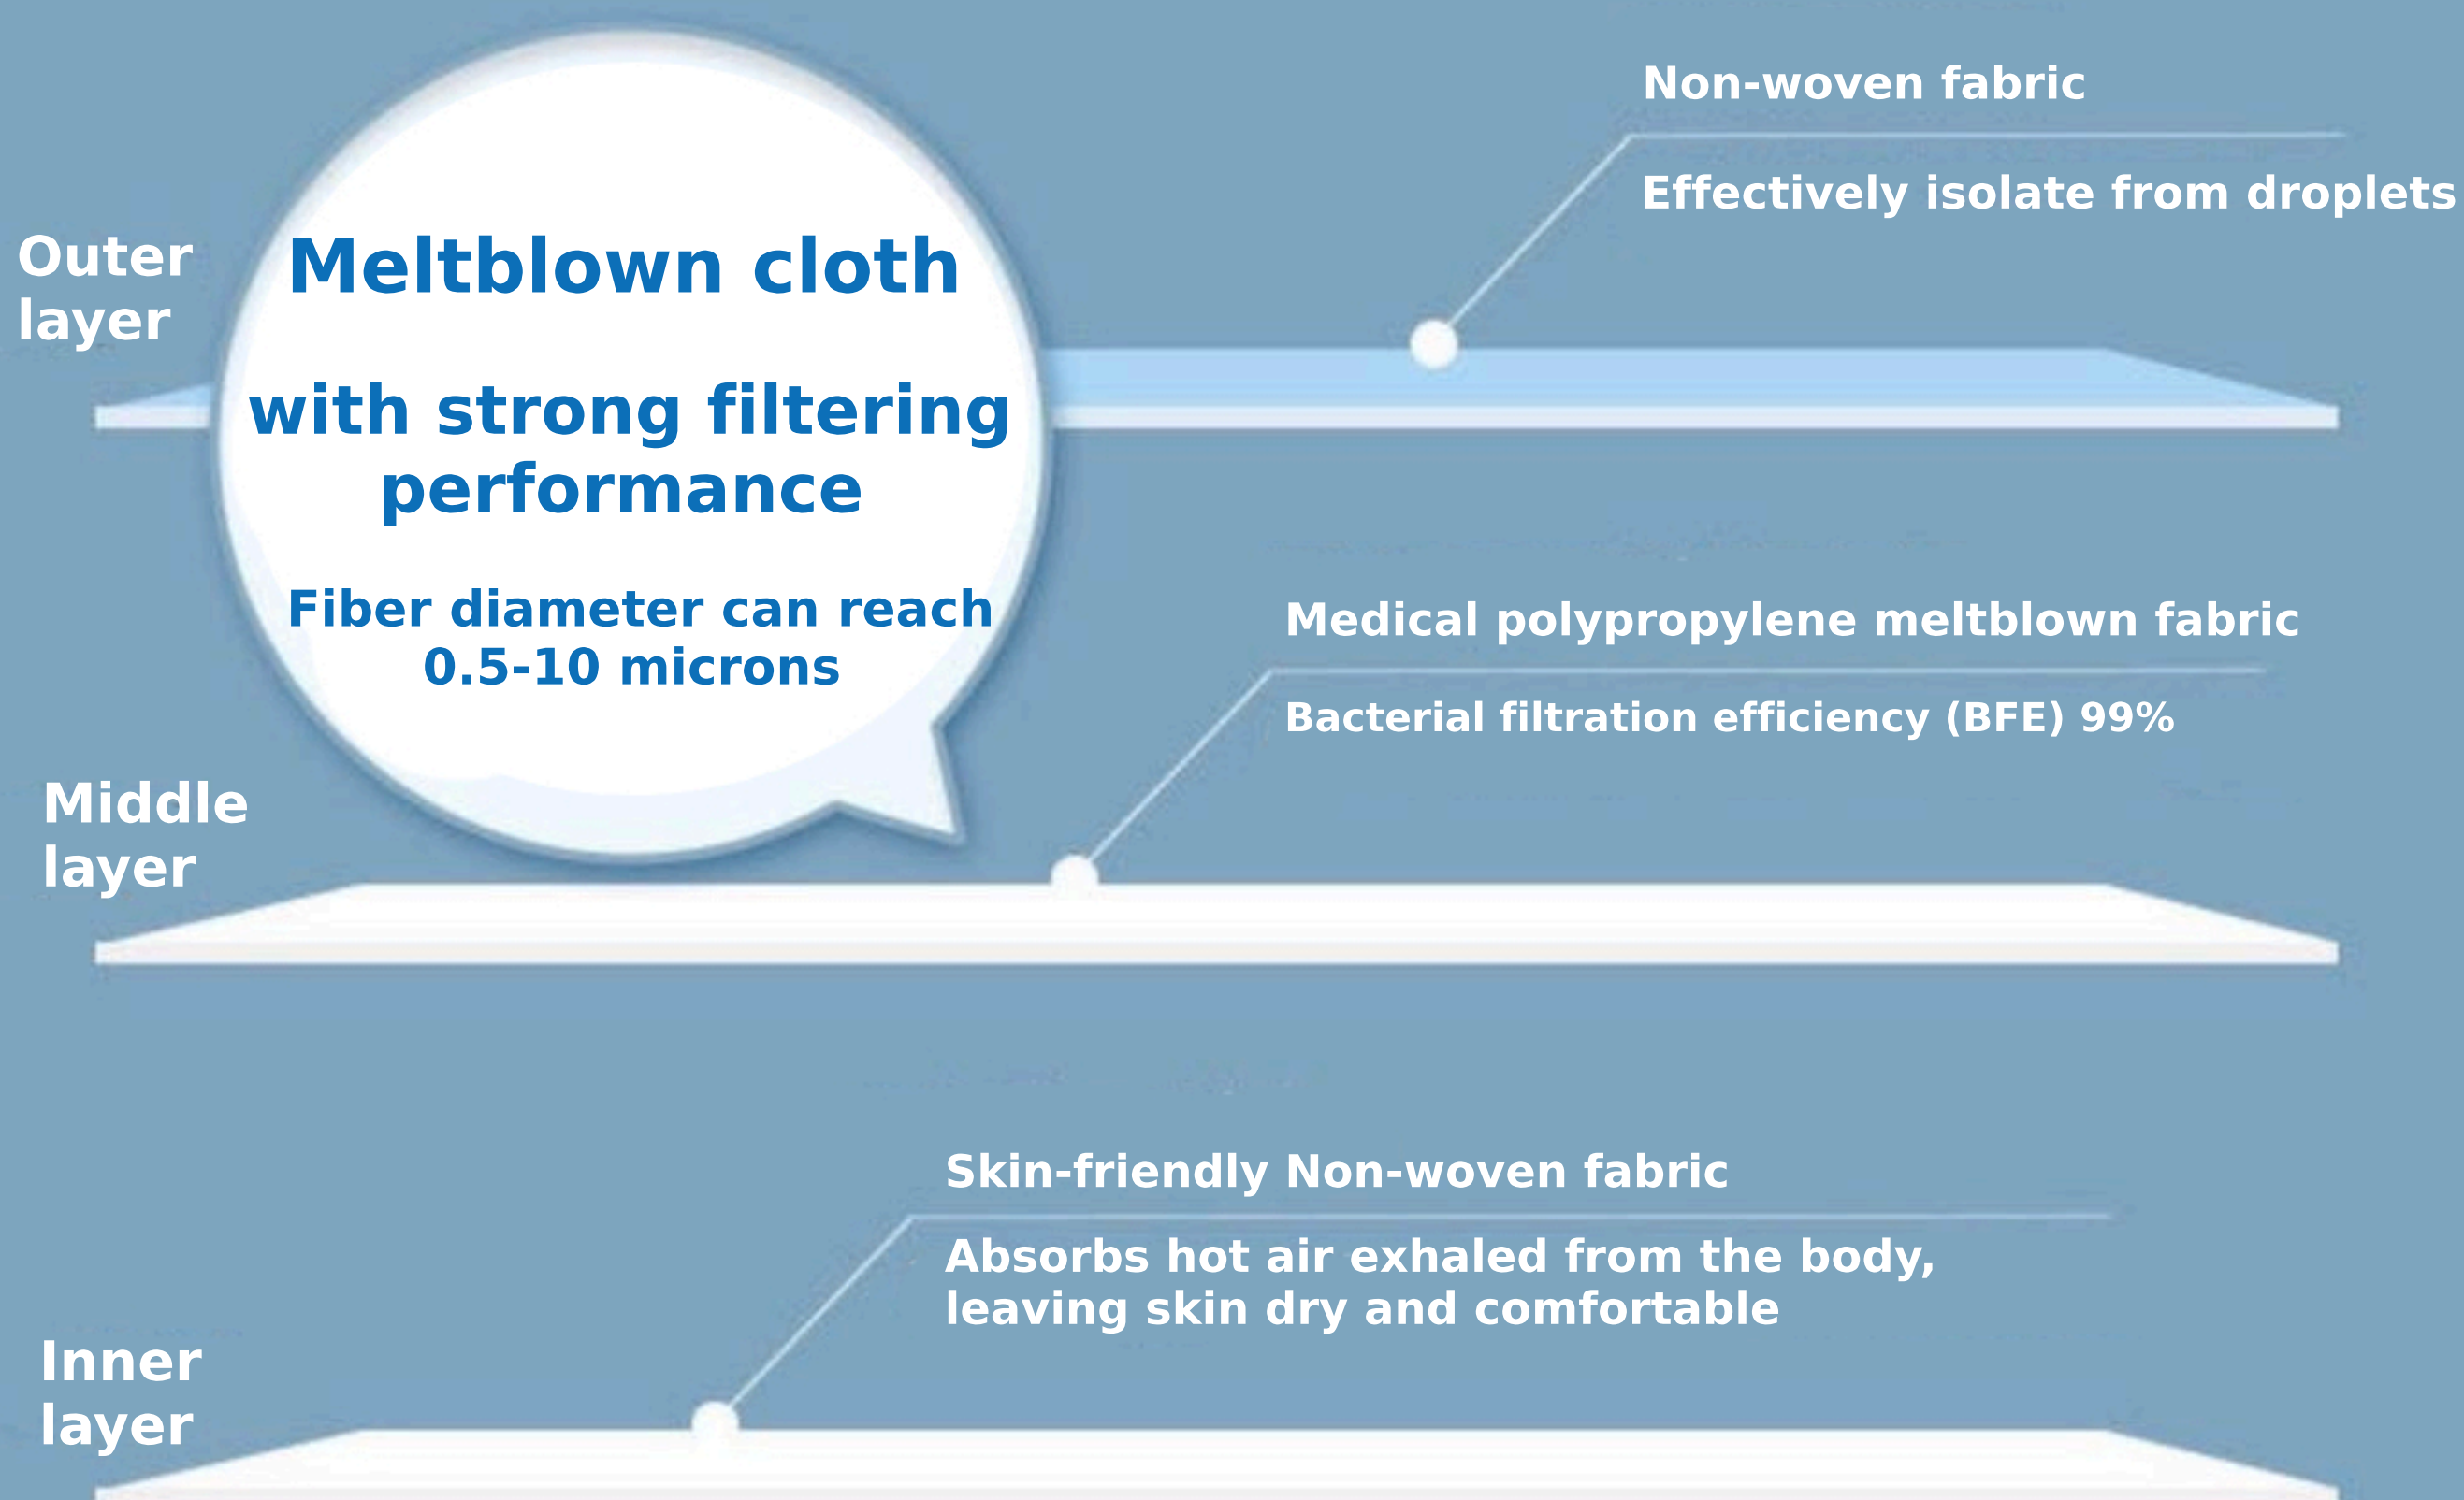 Non-woven fabric
Effectively isolate from droplets
Outer
layer
Meltblown cloth
with strong filtering
performance
Fiber diameter can reach
0.5-10 microns
Medical polypropylene meltblown fabric
Bacterial filtration efficiency (BFE) 99%
Middle
layer
Skin-friendly Non-woven fabric
Absorbs hot air exhaled from the body,
leaving skin dry and comfortable
Inner
layer